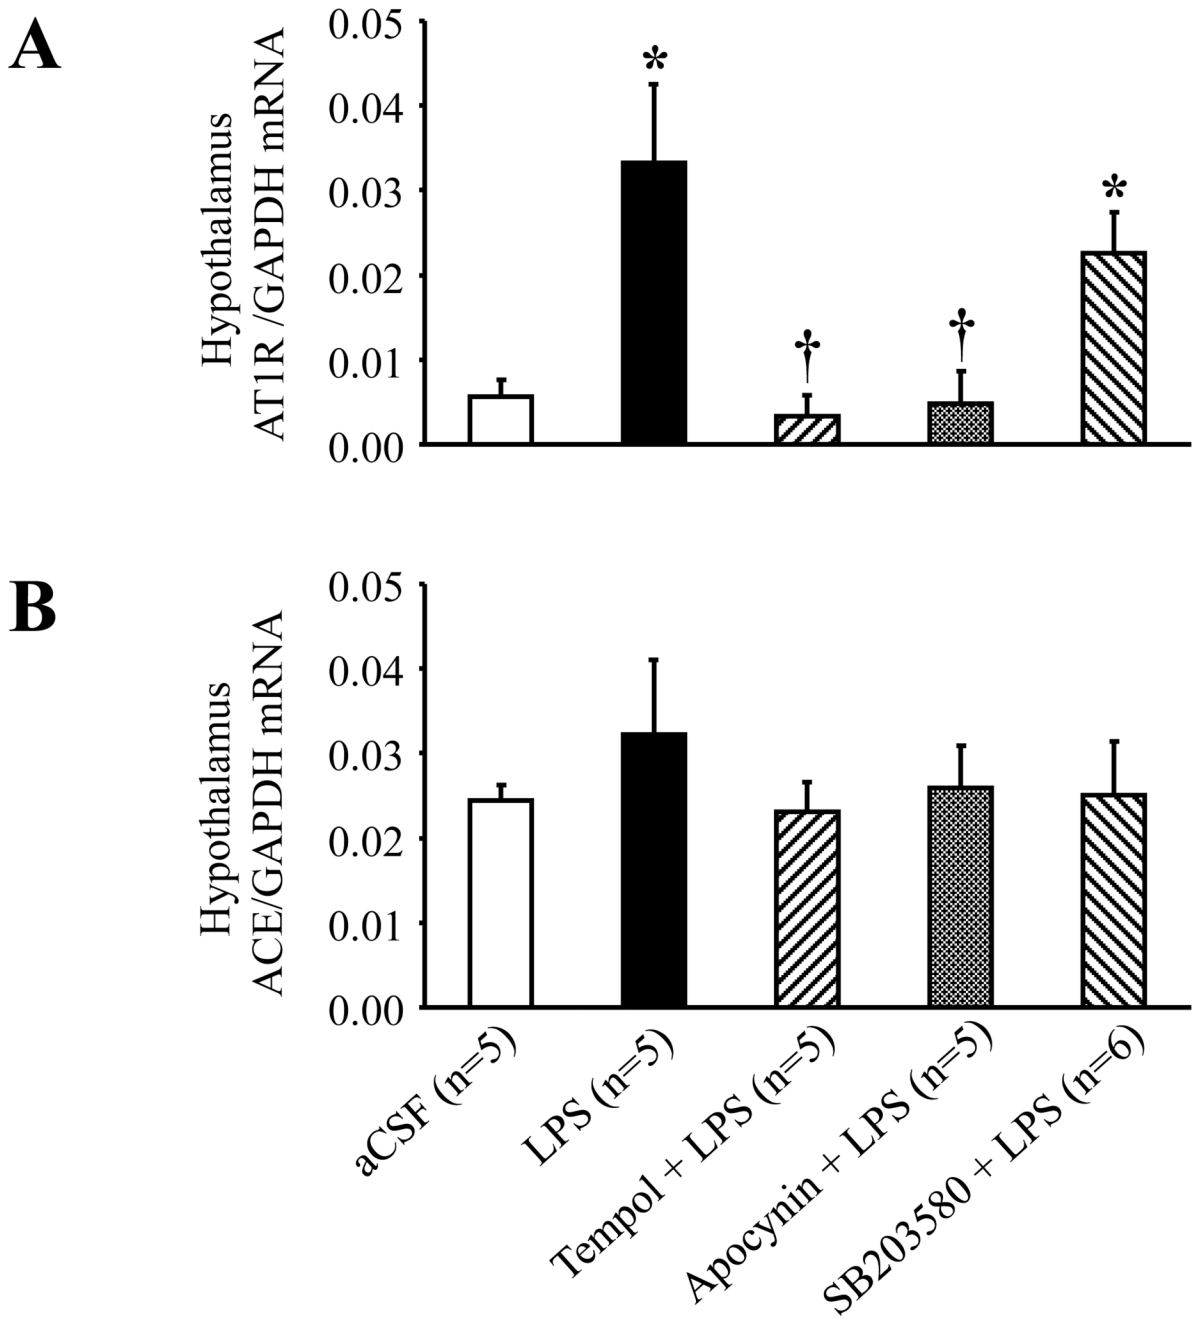 A
Hypothalamus
AT1R /GAPDH mRNA
0.05
0.04
0.03
0.02
0.01
0.00
*
†
†
*
B
Hypothalamus
ACE/GAPDH mRNA
0.05
0.04
0.03
0.02
0.01
0.00
aCSF (n=5)
LPS (n=5)
Tempol + LPS (n=5)
Apocynin + LPS (n=5)
SB203580 + LPS (n=6)